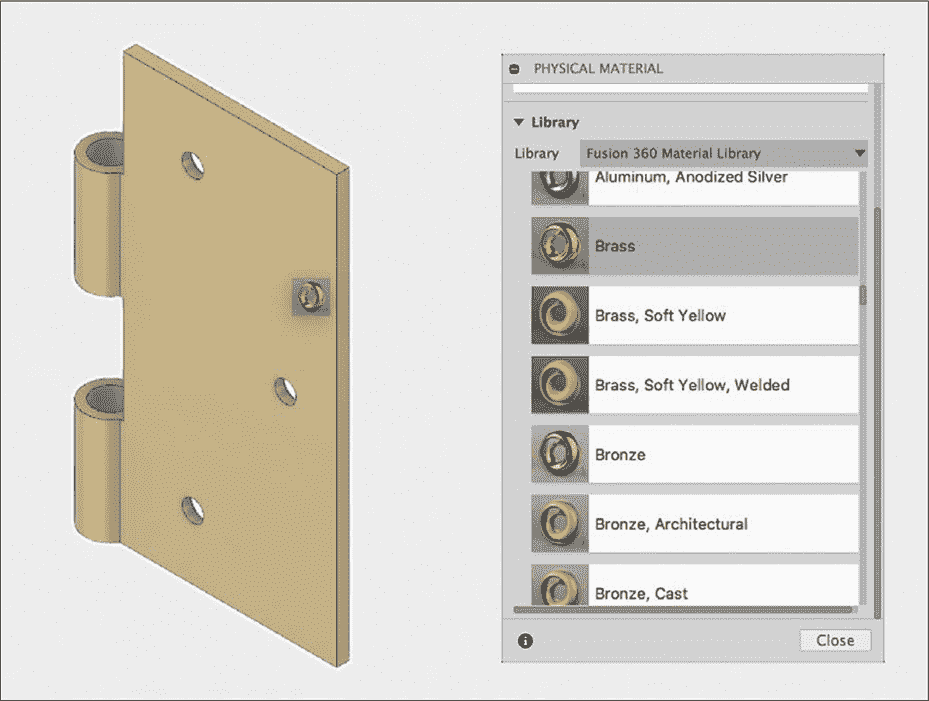 PHYSICAL MATERIAL
Library
Library Fusion 360 Material Library
Aluminum, Anodized Silver
Brass
Brass, Soft Yellow
Brass, Soft Yellow, Welded
Bronze
Bronze, Architectural
Bronze, Cast
Close